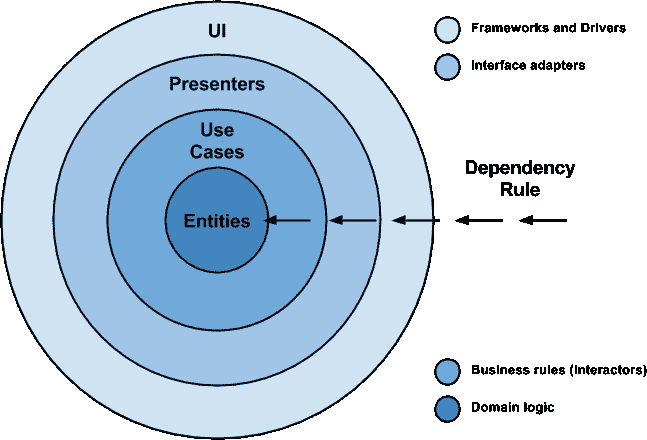 UI
Presenters
Use
Cases
Entities
Frameworks and Drivers
Interface adapters
Dependency
Rule
Business rules (Interactors)
Domain logic